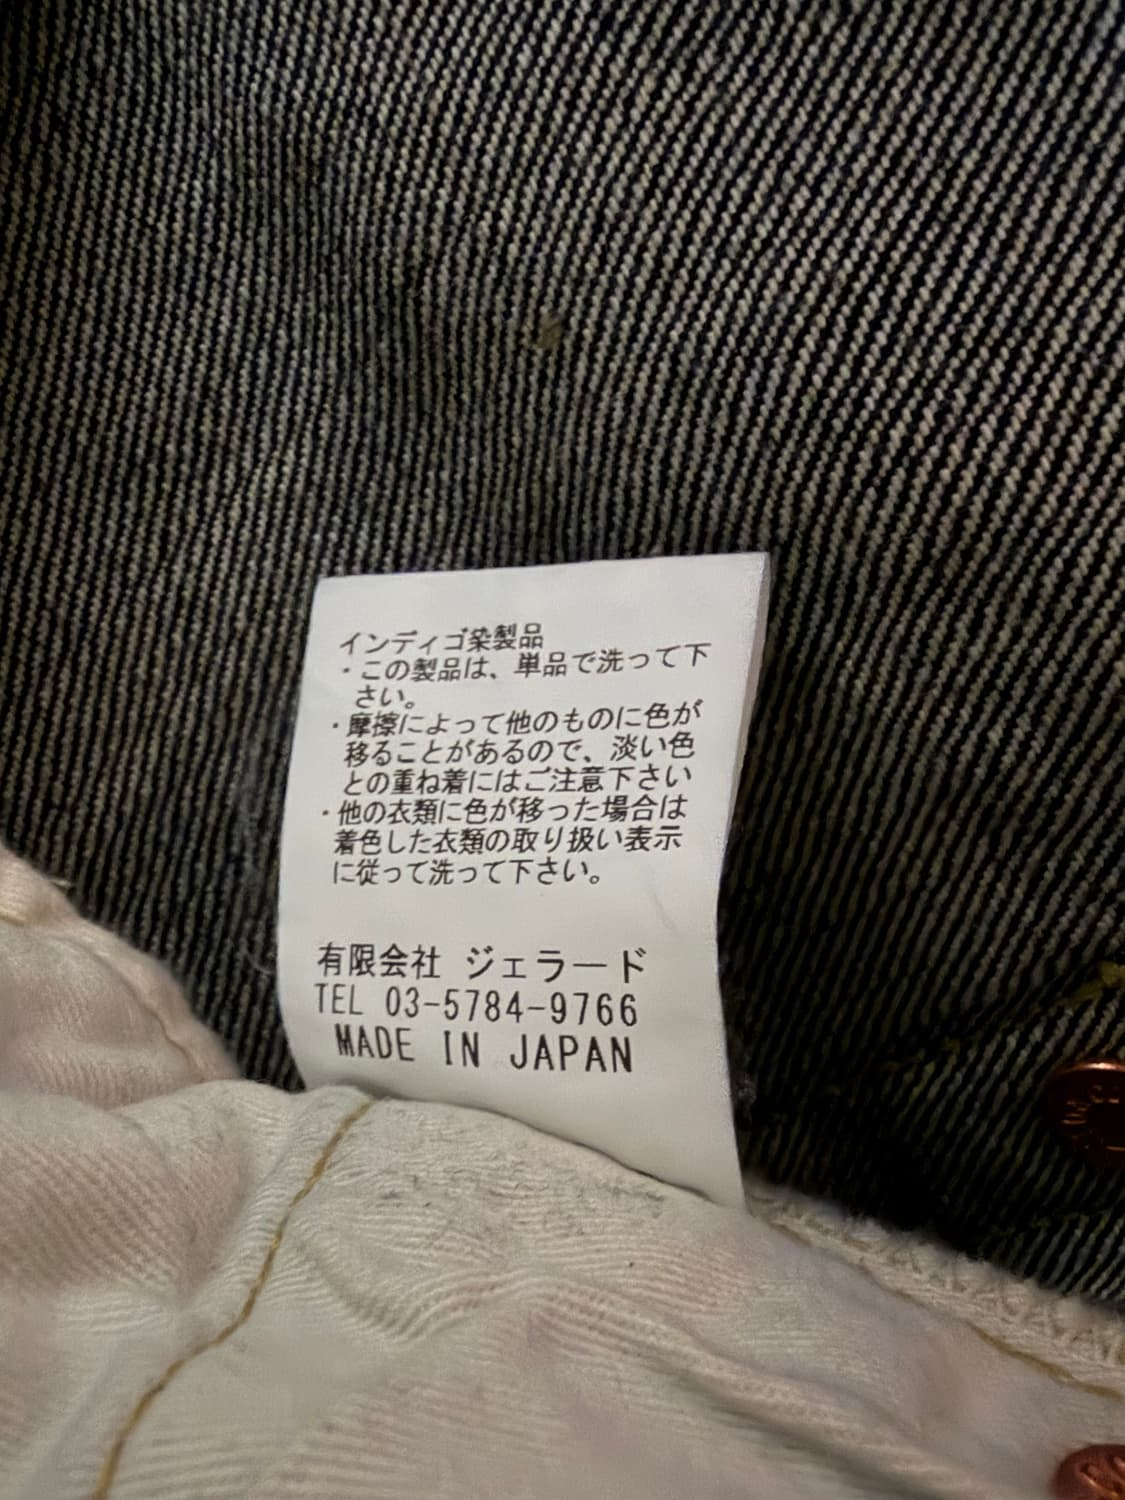 インディゴ染製品
・この製品は、単品で洗って下
さい。
・摩擦によって他のものに色が
移ることがあるので、淡い色
との重ね着にはご注意下さい
・他の衣類に色が移った場合は
着色した衣類の取り扱い表示
に従って洗って下さい。
有限会社 ジェラード
TEL 03-5784-9766
MADE IN JAPAN